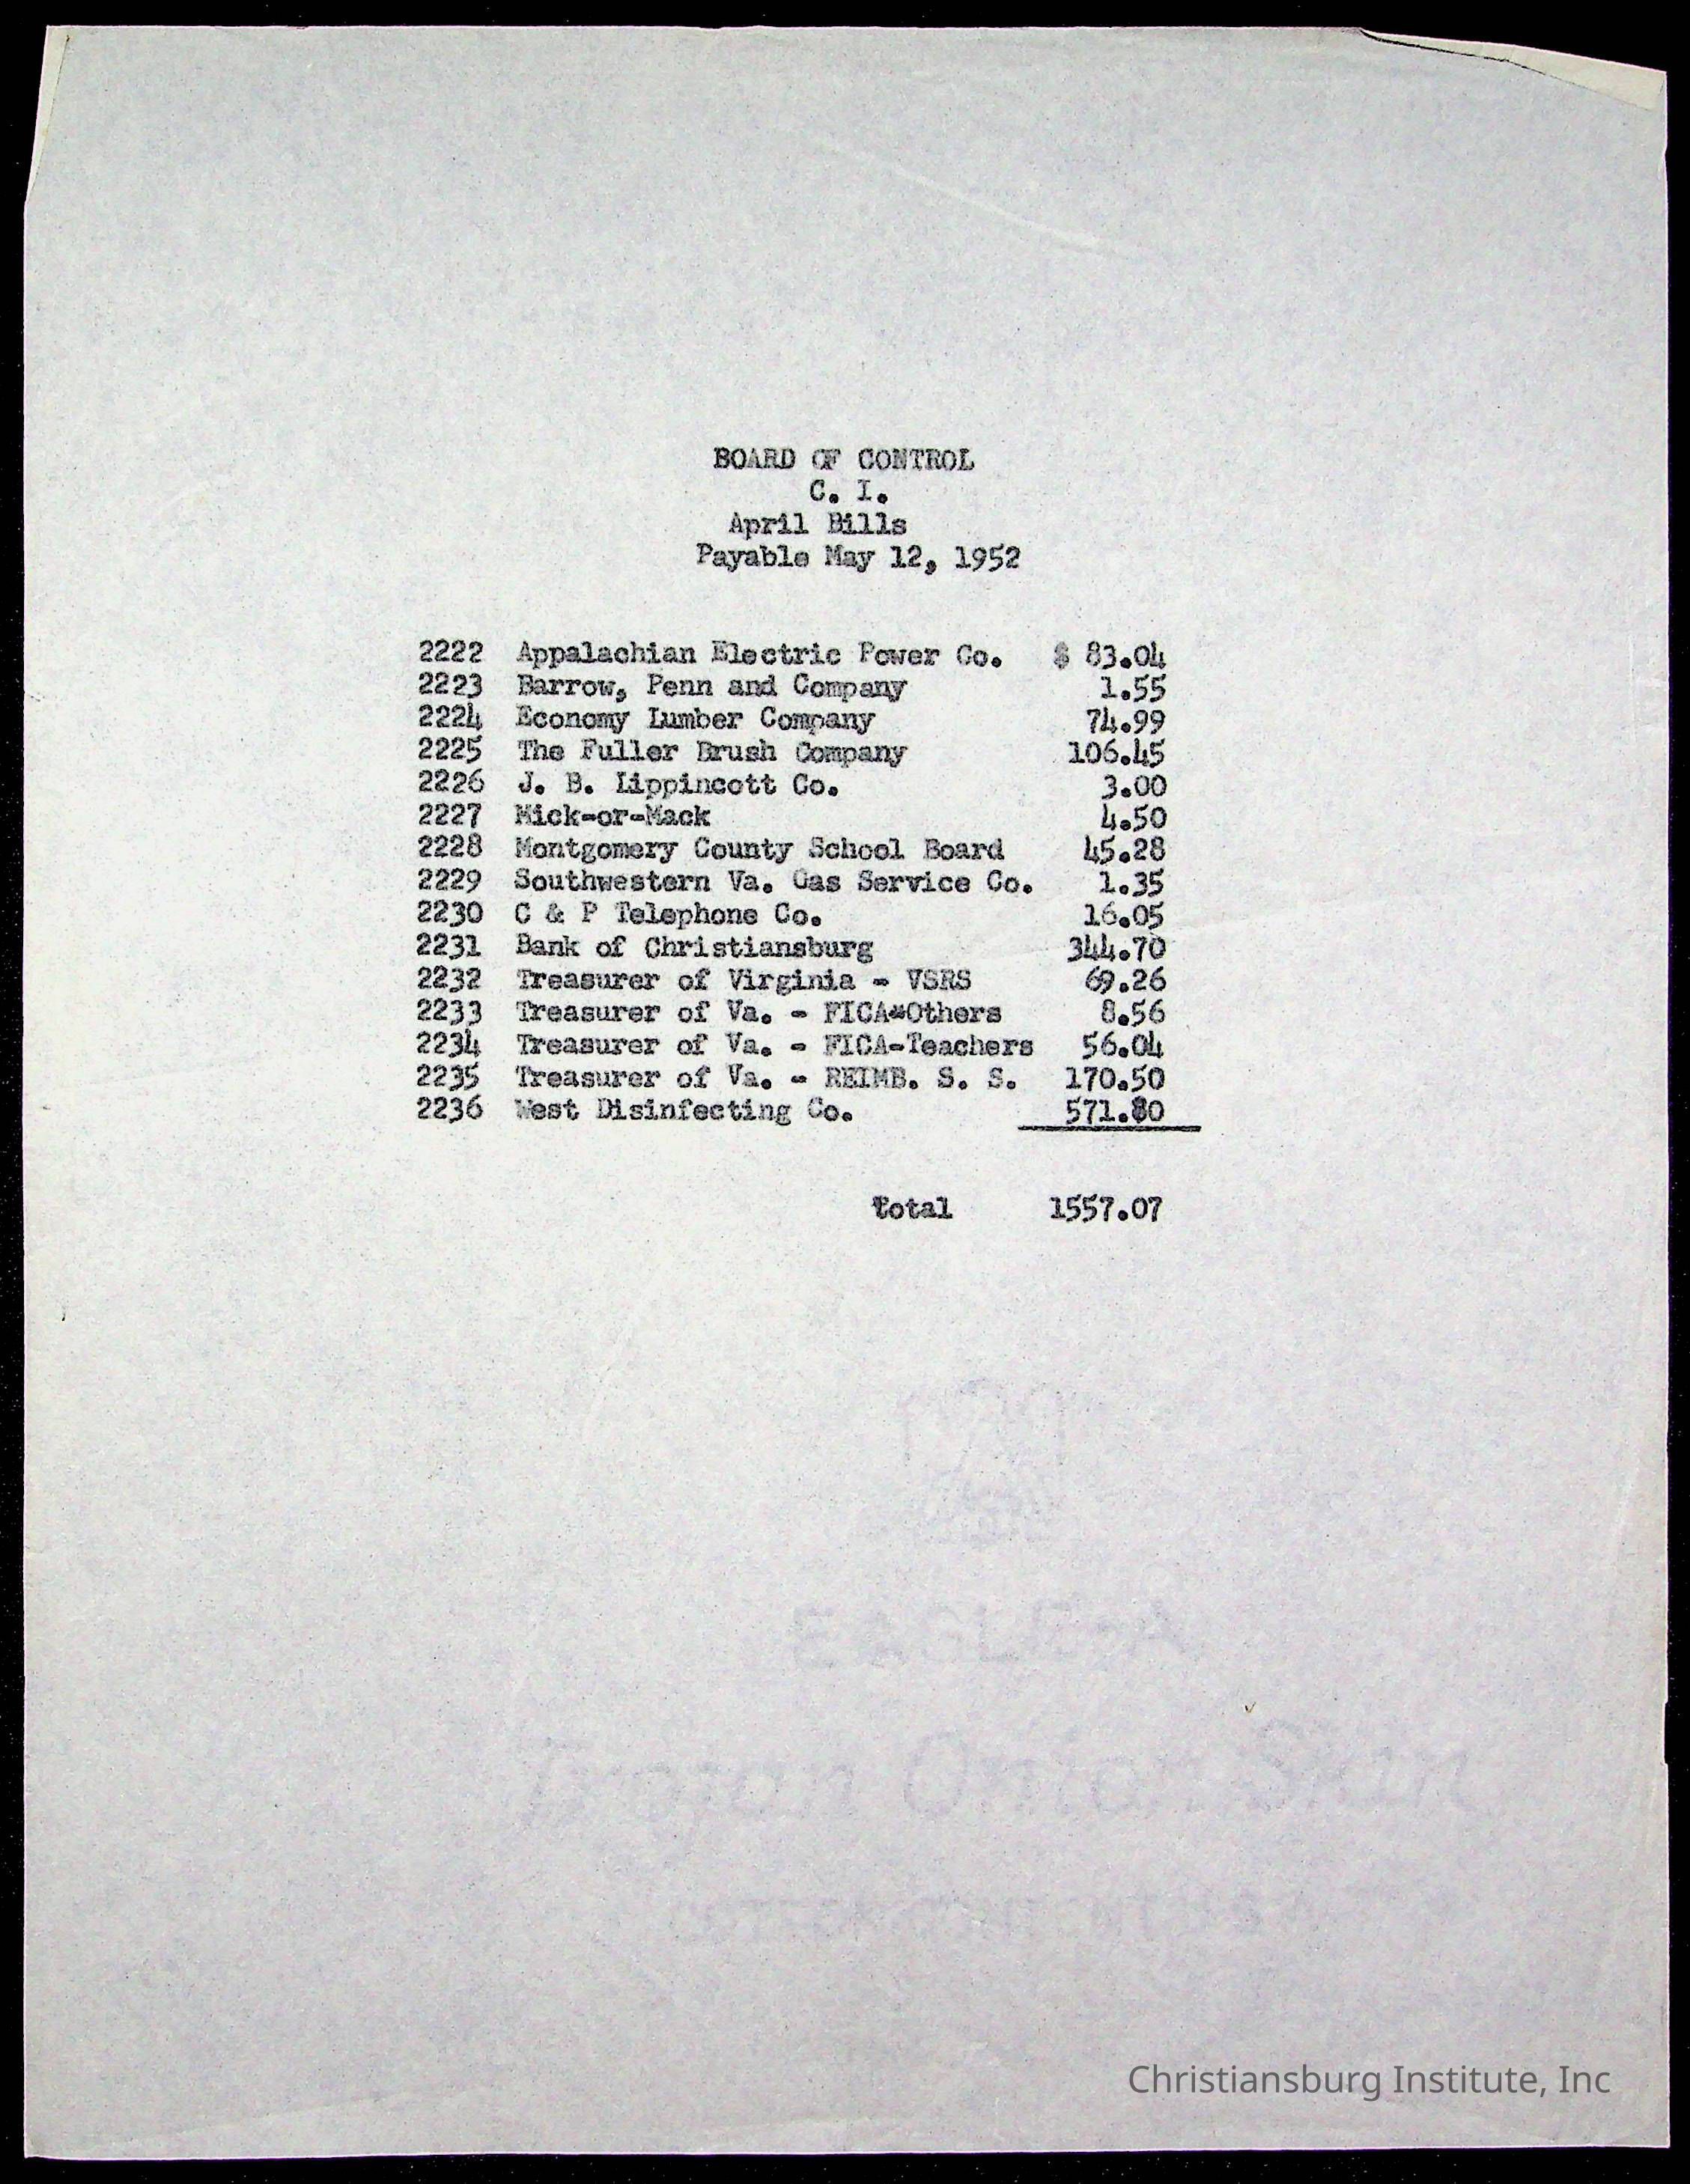 BOARD OF CONTROL
C. I.
April Bills
Payable May 12, 1952
2222 Appalachian Electric Power Co. $ 83.04
2223 Barrow, Penn and Company 1.55
2224 Economy Lumber Company 74.99
2225 The Fuller Brush Company 106.45
2226 J. B. Lippincott Co. 3.00
2227 Mick-or-Mack 4.50
2228 Montgomery County School Board 45.28
2229 Southwestern Va. Gas Service Co. 1.35
2230 C & P Telephone Co. 16.05
2231 Bank of Christiansburg 344.70
2232 Treasurer of Virginia - VSRS 69.26
2233 Treasurer of Va. - FICA-Others 8.56
2234 Treasurer of Va. - FICA-Teachers 56.04
2235 Treasurer of Va. - REIMB. S. S. 170.50
2236 West Disinfecting Co. 571.80
Total 1557.07
EAGLE-A
Onion Skin
Christiansburg Institute, Inc